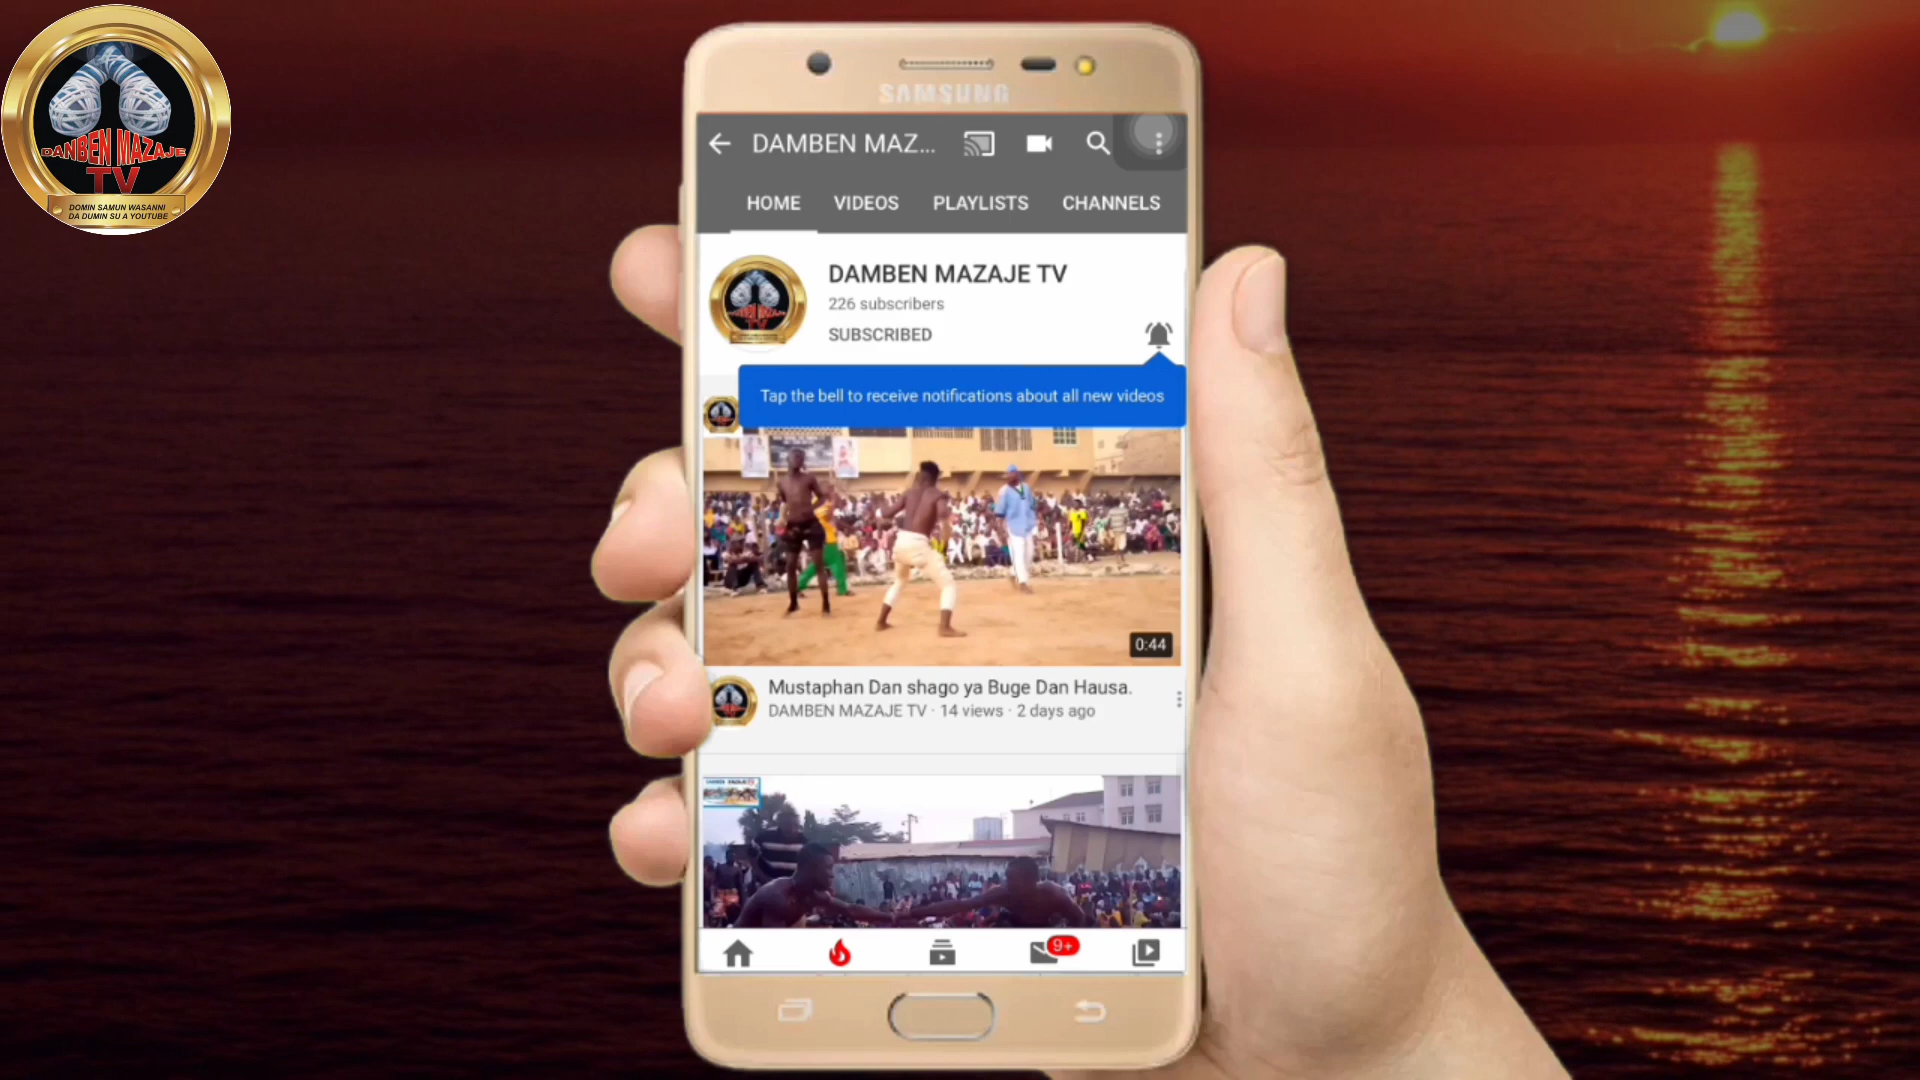 DANBEN MAZAJE
TV
DOMIN SAMUN WASANNI
DA DUMIN SU A YOUTUBE
SAMSUNG
DAMBEN MAZ...
HOME VIDEOS PLAYLISTS CHANNELS
DAMBEN MAZAJE TV
226 subscribers
SUBSCRIBED
Tap the bell to receive notifications about all new videos
0:44
Mustaphan Dan shago ya Buge Dan Hausa.
DAMBEN MAZAJE TV · 14 views · 2 days ago
9+